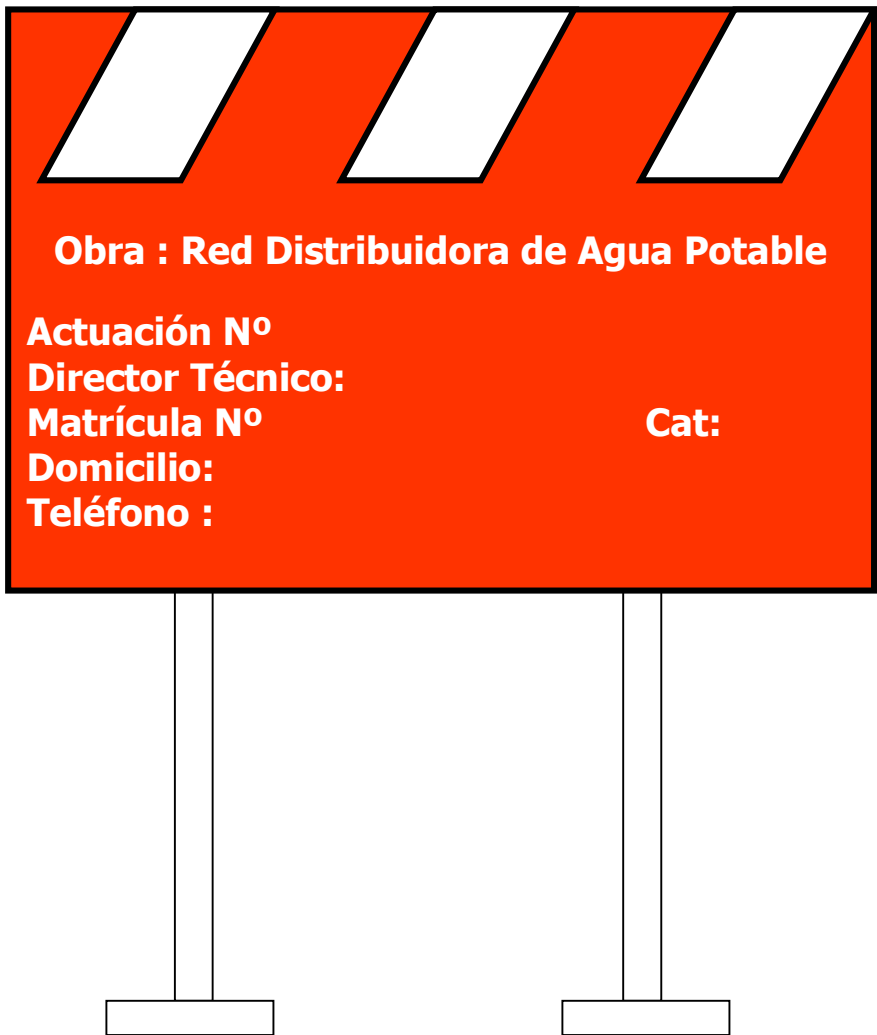 Obra : Red Distribuidora de Agua Potable
Actuación Nº
Director Técnico:
Matrícula Nº Cat:
Domicilio:
Teléfono :